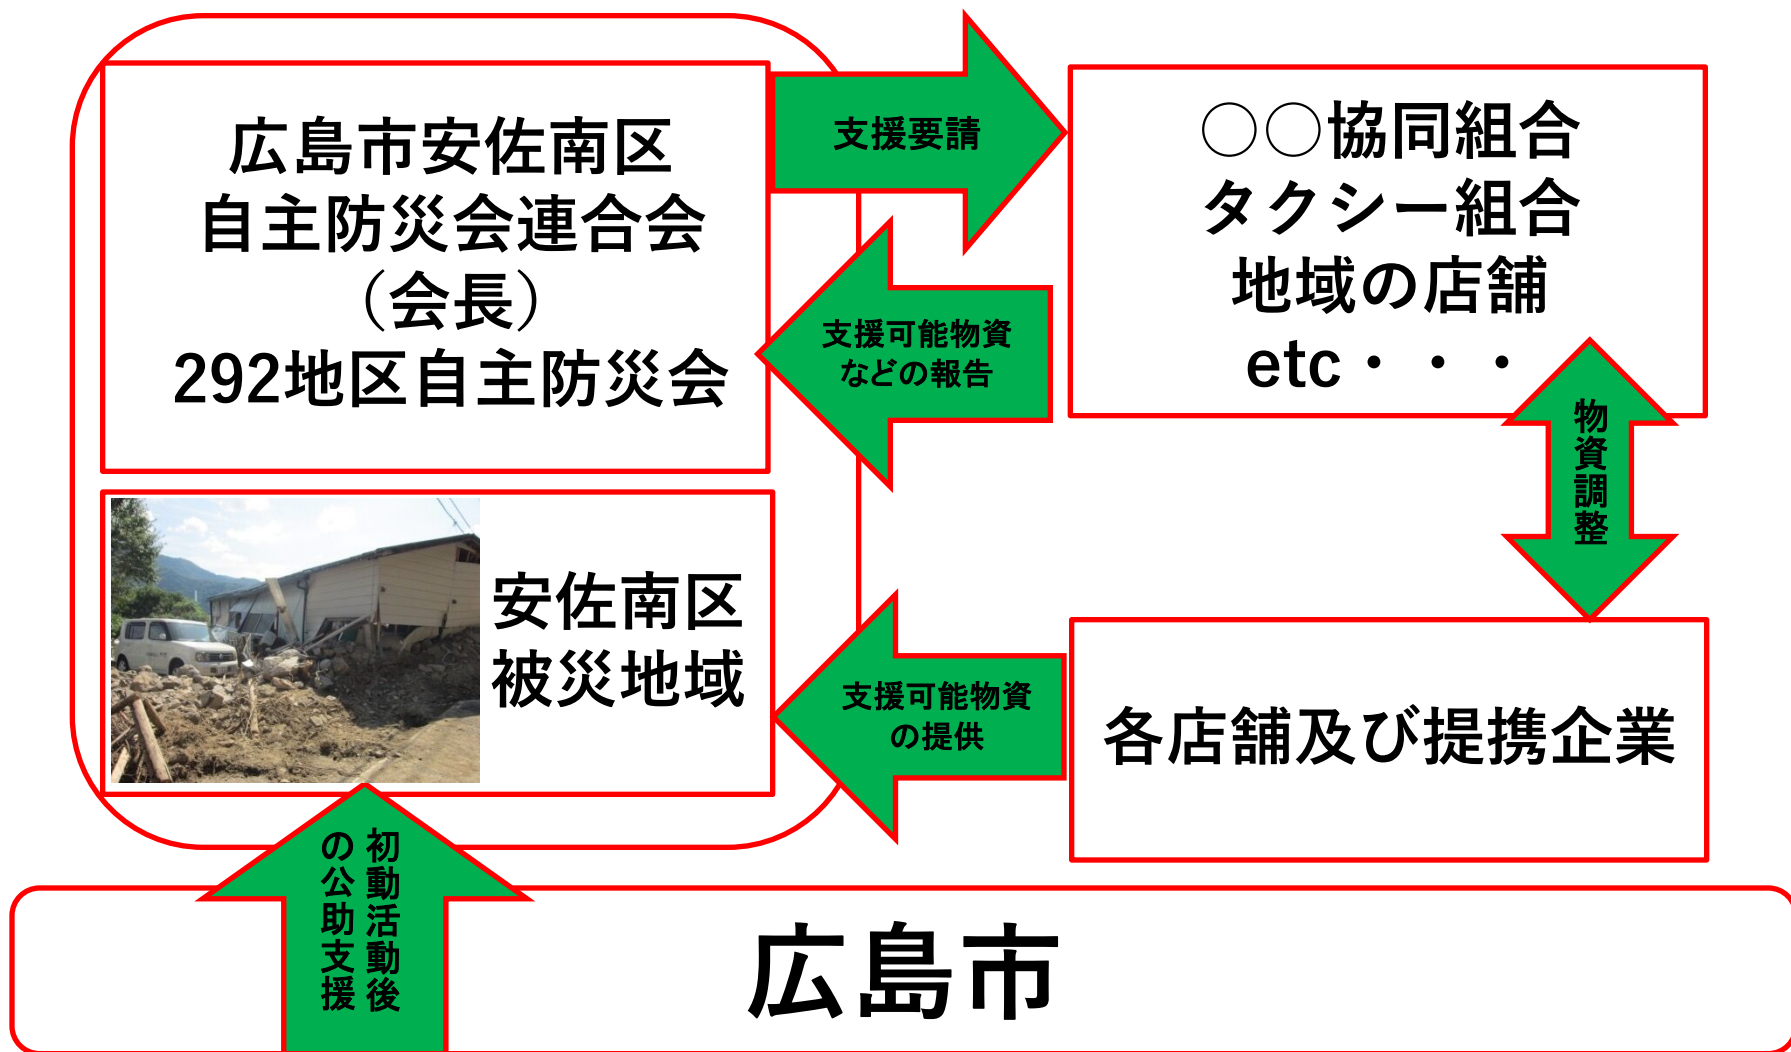 広島市安佐南区
自主防災会連合会
（会長）
292地区自主防災会
支援要請
○○協同組合
タクシー組合
地域の店舗
etc・・・
支援可能物資
などの報告
物資調整
安佐南区
被災地域
支援可能物資
の提供
各店舗及び提携企業
初動活動後
の公助支援
広島市